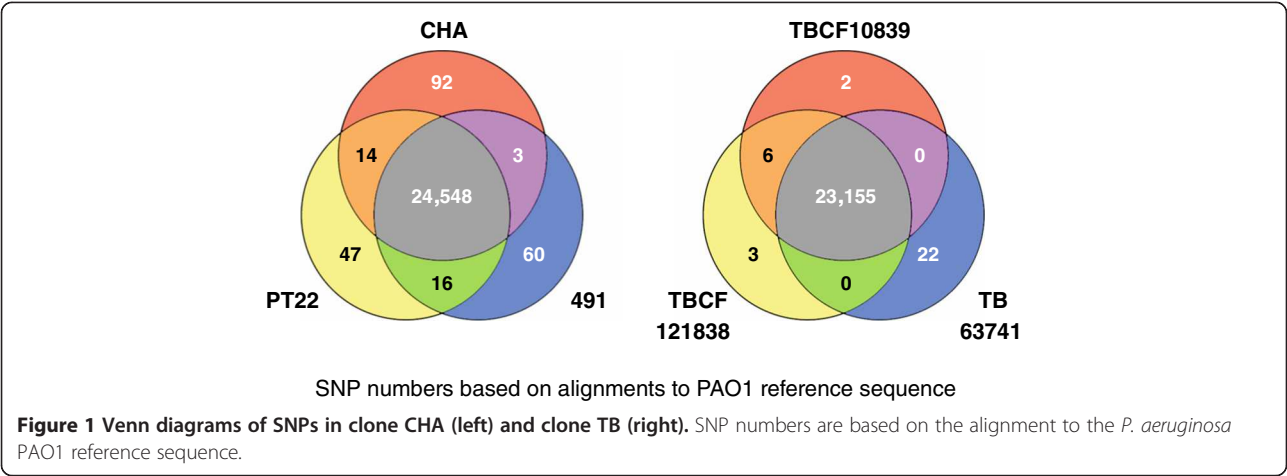 CHA
92
14
3
24,548
47
60
16
PT22
491
TBCF10839
2
6
0
23,155
3
22
0
TBCF
121838
TB
63741
SNP numbers based on alignments to PAO1 reference sequence
Figure 1 Venn diagrams of SNPs in clone CHA (left) and clone TB (right). SNP numbers are based on the alignment to the P. aeruginosa
PAO1 reference sequence.